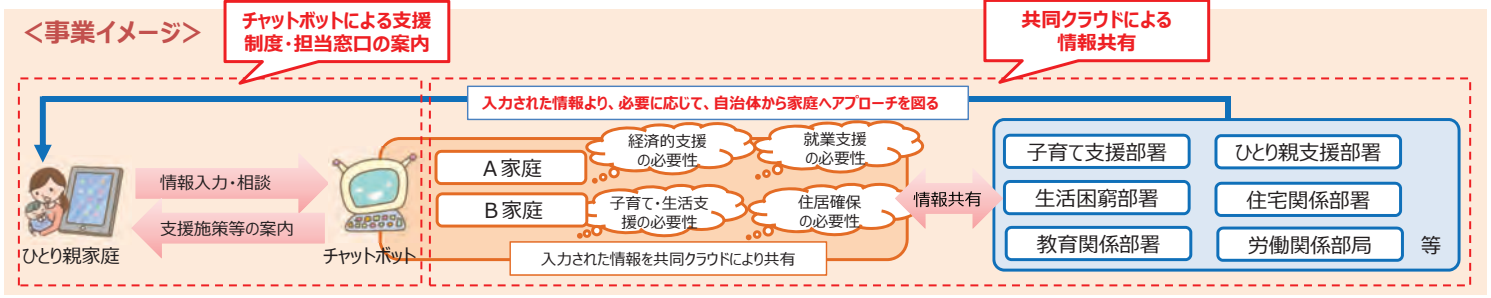 ＜事業イメージ＞
チャットボットによる支援
制度・担当窓口の案内
共同クラウドによる
情報共有
入力された情報より、必要に応じて、自治体から家庭へアプローチを図る
ひとり親家庭
情報入力・相談
支援施策等の案内
チャットボット
A家庭
B家庭
経済的支援
の必要性
就業支援
の必要性
子育て・生活支
援の必要性
住居確保
の必要性
入力された情報を共同クラウドにより共有
情報共有
子育て支援部署
ひとり親支援部署
生活困窮部署
住宅関係部署
教育関係部署
労働関係部局
等